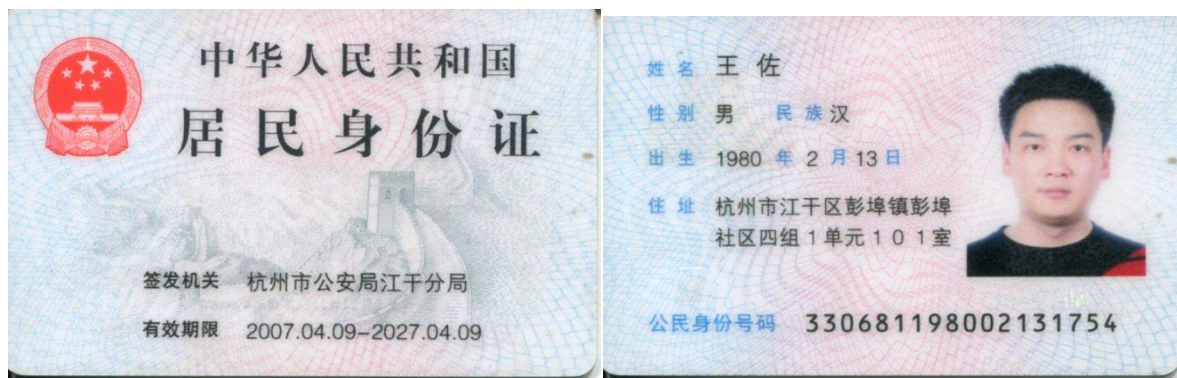 中华人民共和国
居民身份证
签发机关 杭州市公安局江干分局
有效期限 2007.04.09-2027.04.09
姓名 王佐
性别 男 民族 汉
出生 1980 年 2 月 13 日
住址 杭州市江干区彭埠镇彭埠
社区四组1单元101室
公民身份号码 330681198002131754